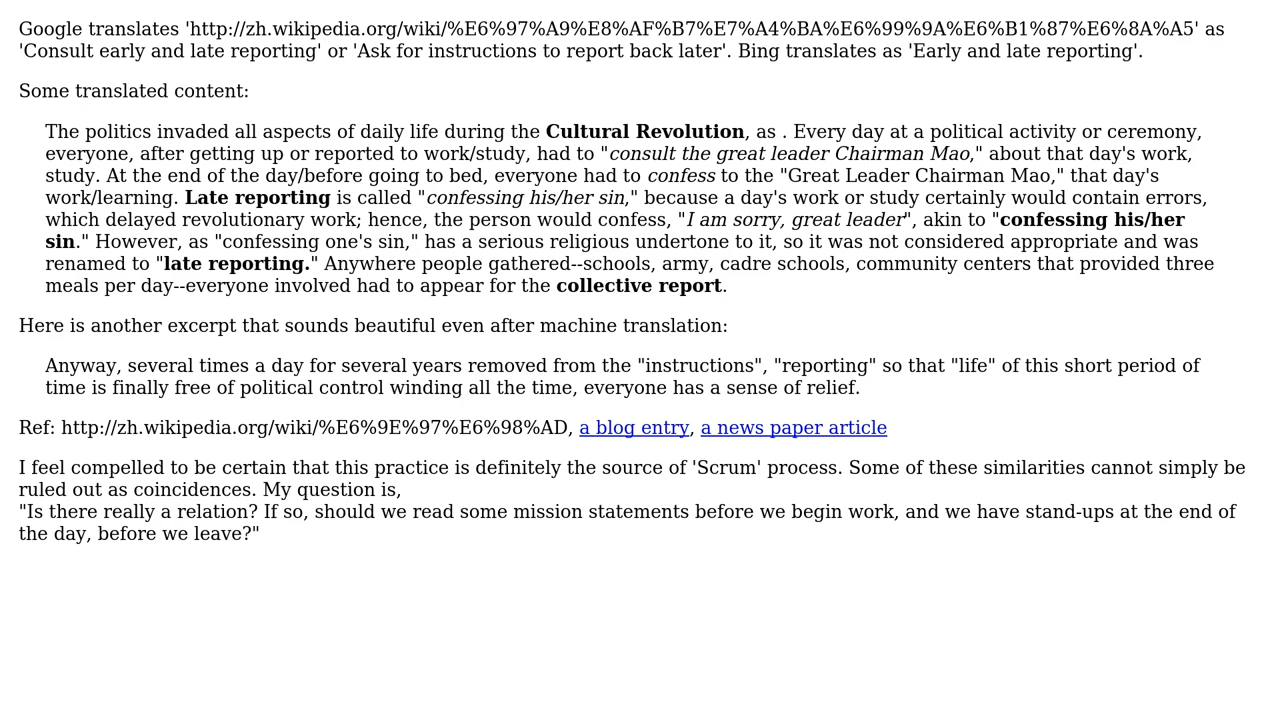 Google translates 'http://zh.wikipedia.org/wiki/%E6%97%A9%E8%AF%B7%E7%A4%BA%E6%99%9A%E6%B1%87%E6%8A%A5' as
'Consult early and late reporting' or 'Ask for instructions to report back later'. Bing translates as 'Early and late reporting'.
Some translated content:
The politics invaded all aspects of daily life during the Cultural Revolution, as . Every day at a political activity or ceremony,
everyone, after getting up or reported to work/study, had to "consult the great leader Chairman Mao," about that day's work,
study. At the end of the day/before going to bed, everyone had to confess to the "Great Leader Chairman Mao," that day's
work/learning. Late reporting is called "confessing his/her sin," because a day's work or study certainly would contain errors,
which delayed revolutionary work; hence, the person would confess, "I am sorry, great leader", akin to "confessing his/her
sin." However, as "confessing one's sin," has a serious religious undertone to it, so it was not considered appropriate and was
renamed to "late reporting." Anywhere people gathered--schools, army, cadre schools, community centers that provided three
meals per day--everyone involved had to appear for the collective report.
Here is another excerpt that sounds beautiful even after machine translation:
Anyway, several times a day for several years removed from the "instructions", "reporting" so that "life" of this short period of
time is finally free of political control winding all the time, everyone has a sense of relief.
Ref: http://zh.wikipedia.org/wiki/%E6%9E%97%E6%98%AD, a blog entry, a news paper article
I feel compelled to be certain that this practice is definitely the source of 'Scrum' process. Some of these similarities cannot simply be
ruled out as coincidences. My question is,
"Is there really a relation? If so, should we read some mission statements before we begin work, and we have stand-ups at the end of
the day, before we leave?"